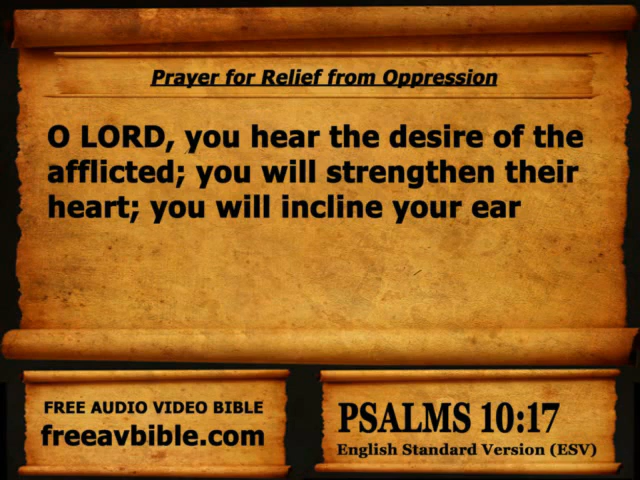 Prayer for Relief from Oppression
O LORD, you hear the desire of the
afflicted; you will strengthen their
heart; you will incline your ear
FREE AUDIO VIDEO BIBLE
freeavbible.com
PSALMS 10:17
English Standard Version (ESV)